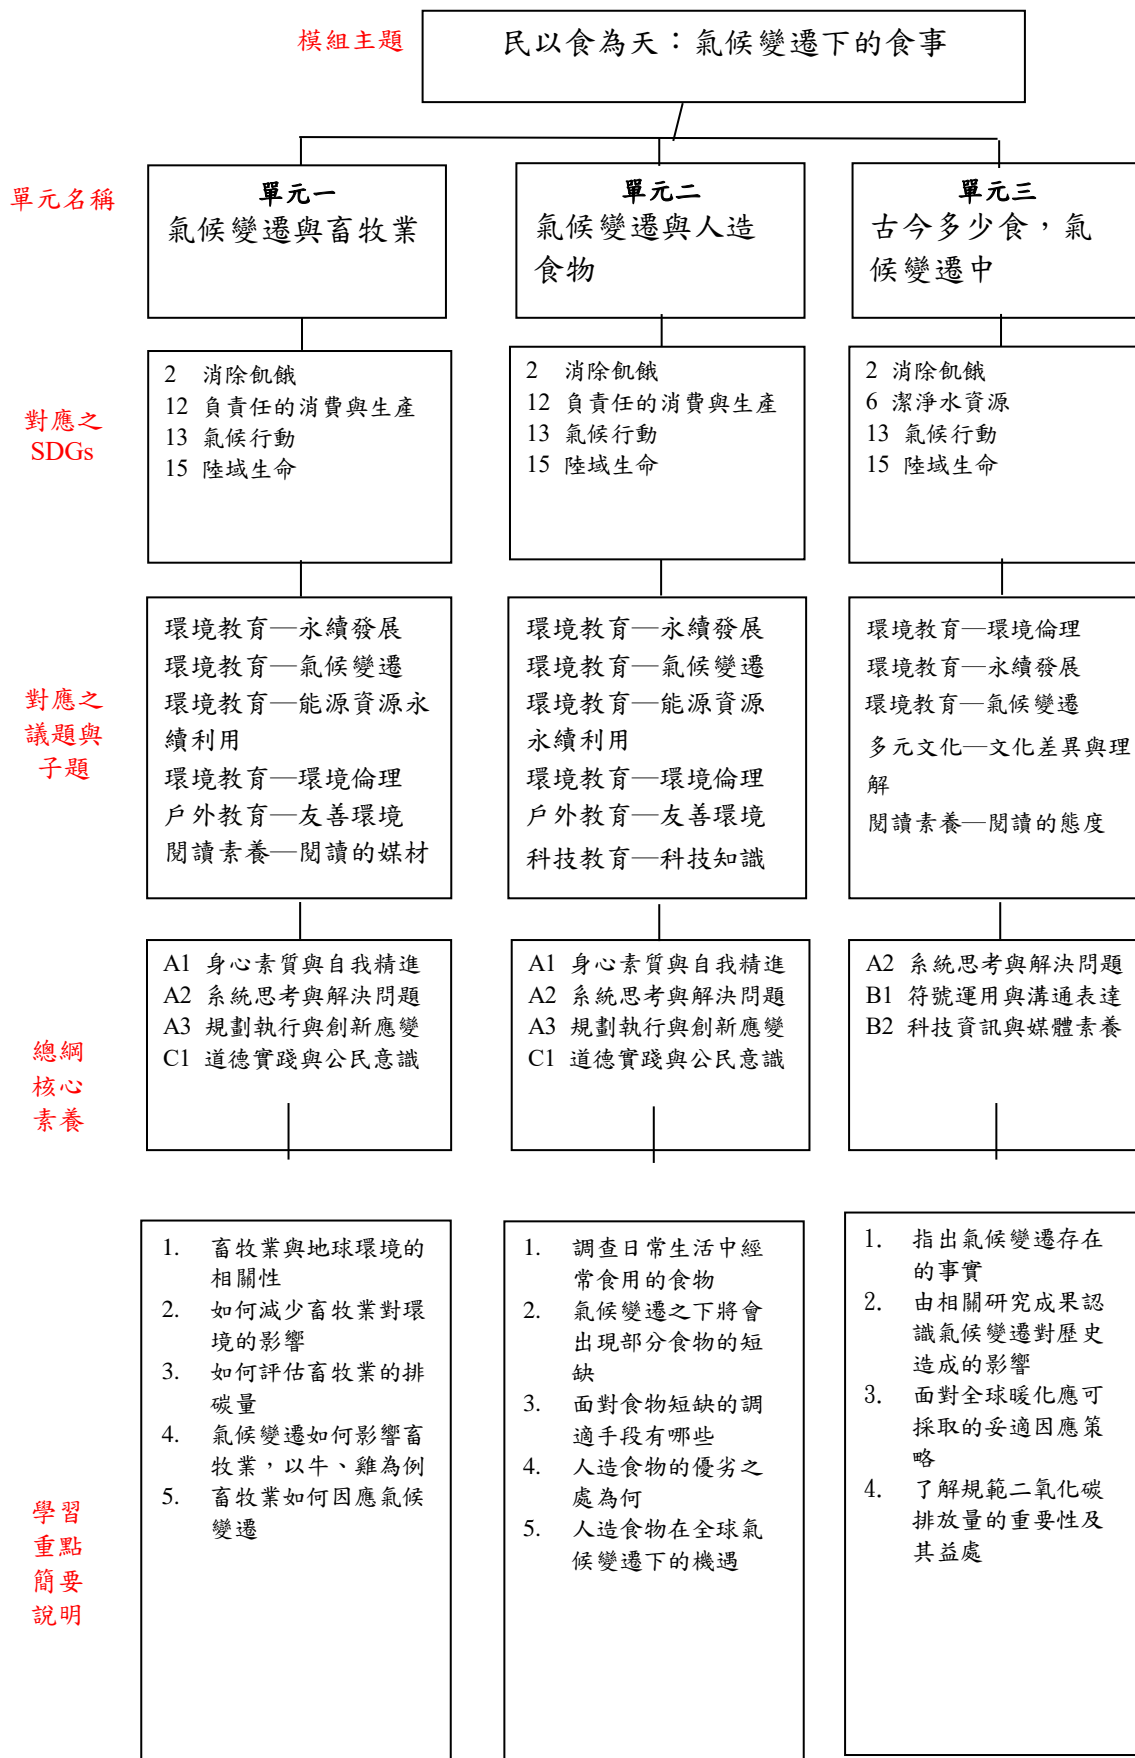 模組主題
民以食為天：氣候變遷下的食事
單元名稱
單元一
氣候變遷與畜牧業
單元二
氣候變遷與人造
食物
單元三
古今多少食，氣
候變遷中
對應之
SDGs
2 消除飢餓
12 負責任的消費與生產
13 氣候行動
15 陸域生命
2 消除飢餓
12 負責任的消費與生產
13 氣候行動
15 陸域生命
2 消除飢餓
6 潔淨水資源
13 氣候行動
15 陸域生命
對應之
議題與
子題
環境教育—永續發展
環境教育—氣候變遷
環境教育—能源資源永
續利用
環境教育—環境倫理
戶外教育—友善環境
閱讀素養—閱讀的媒材
環境教育—永續發展
環境教育—氣候變遷
環境教育—能源資源
永續利用
環境教育—環境倫理
戶外教育—友善環境
科技教育—科技知識
環境教育—環境倫理
環境教育—永續發展
環境教育—氣候變遷
多元文化—文化差異與理
解
閱讀素養—閱讀的態度
總綱
核心
素養
A1 身心素質與自我精進
A2 系統思考與解決問題
A3 規劃執行與創新應變
C1 道德實踐與公民意識
A1 身心素質與自我精進
A2 系統思考與解決問題
A3 規劃執行與創新應變
C1 道德實踐與公民意識
A2 系統思考與解決問題
B1 符號運用與溝通表達
B2 科技資訊與媒體素養
學習
重點
簡要
說明
1. 畜牧業與地球環境的
相關性
2. 如何減少畜牧業對環
境的影響
3. 如何評估畜牧業的排
碳量
4. 氣候變遷如何影響畜
牧業，以牛、雞為例
5. 畜牧業如何因應氣候
變遷
1. 調查日常生活中經
常食用的食物
2. 氣候變遷之下將會
出現部分食物的短
缺
3. 面對食物短缺的調
適手段有哪些
4. 人造食物的優劣之
處為何
5. 人造食物在全球氣
候變遷下的機遇
1. 指出氣候變遷存在
的事實
2. 由相關研究成果認
識氣候變遷對歷史
造成的影響
3. 面對全球暖化應可
採取的妥適因應策
略
4. 了解規範二氧化碳
排放量的重要性及
其益處